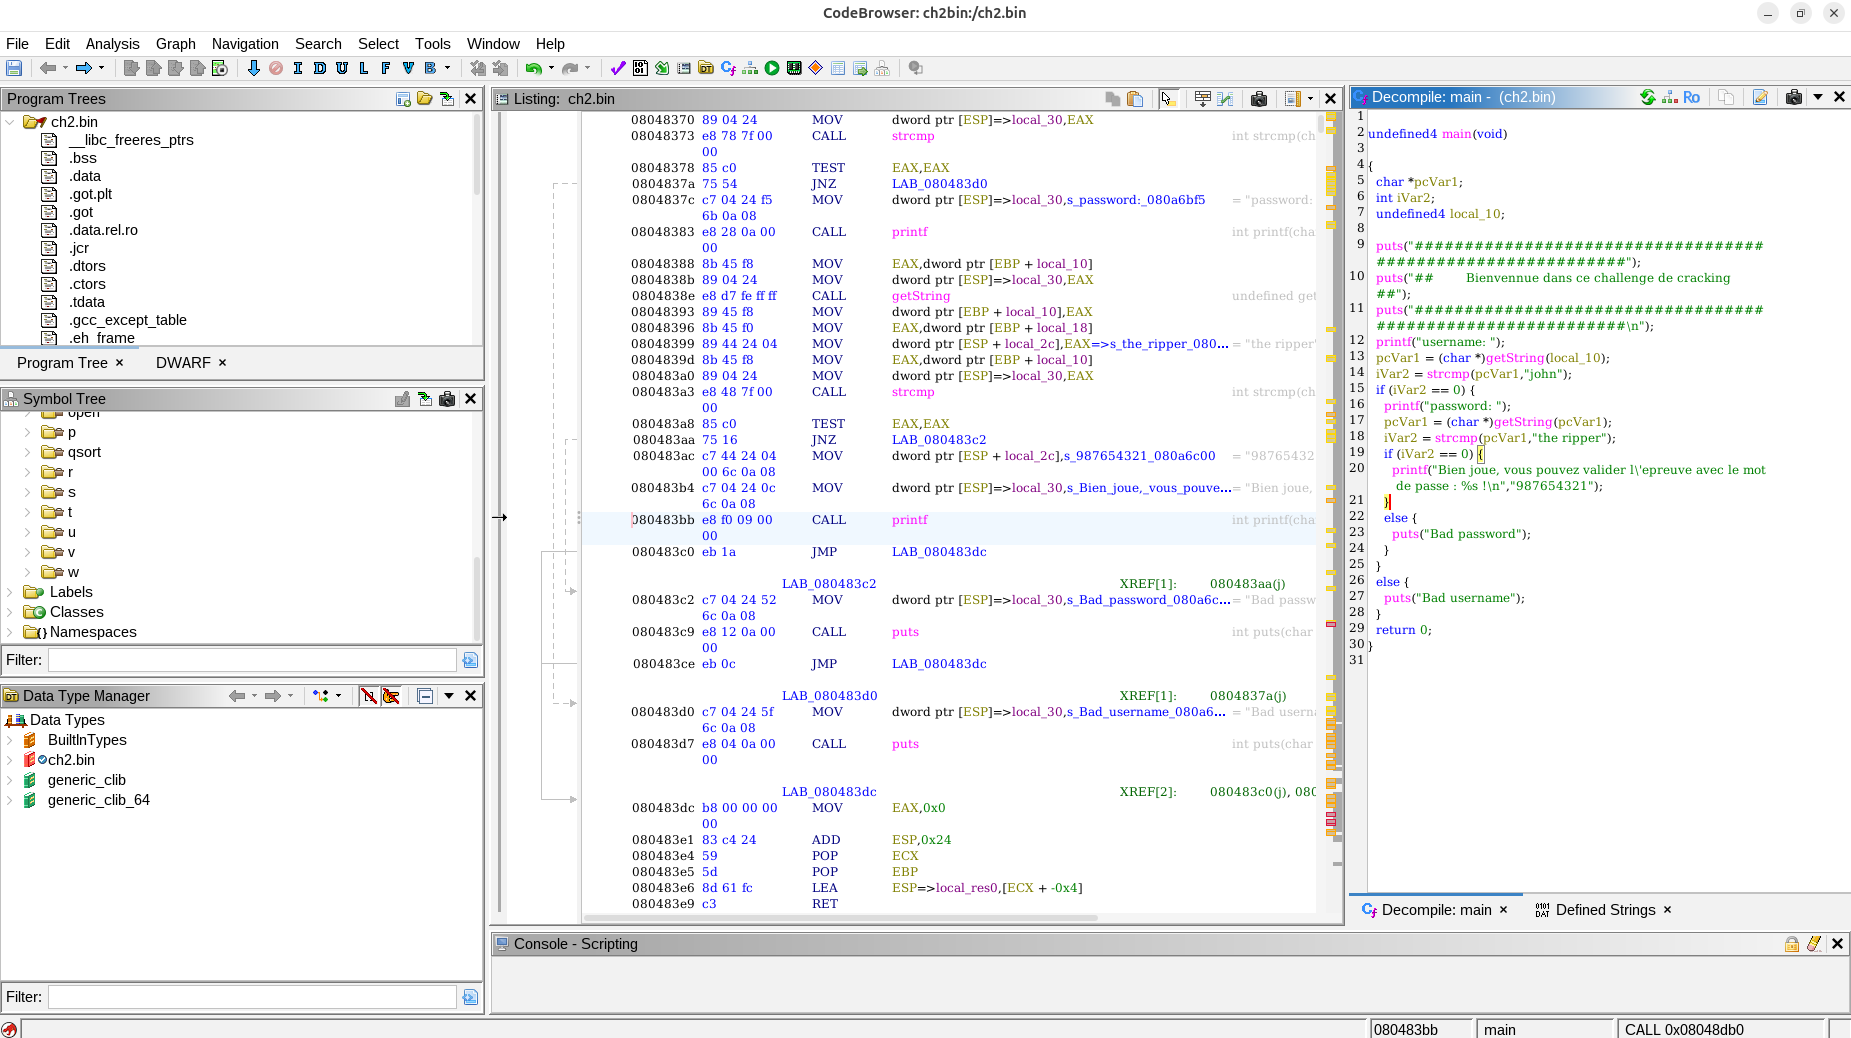 CodeBrowser: ch2bin:/ch2.bin
File Edit Analysis Graph Navigation Search Select Tools Window Help
I D U L F V B
Program Trees
ch2.bin
__libc_freeres_ptrs
.bss
.data
.got.plt
.got
.data.rel.ro
.jcr
.dtors
.ctors
.tdata
.gcc_except_table
.eh_frame
Program Tree × DWARF ×
Symbol Tree
open
p
qsort
r
s
t
u
v
w
Labels
Classes
Namespaces
Filter:
Data Type Manager
Data Types
BuiltInTypes
ch2.bin
generic_clib
generic_clib_64
Filter:
Listing: ch2.bin
08048370 89 04 24 MOV dword ptr [ESP]=>local_30,EAX
08048373 e8 78 7f 00 CALL strcmp int strcmp(ch
00
08048378 85 c0 TEST EAX,EAX
0804837a 75 54 JNZ LAB_080483d0
0804837c c7 04 24 f5 MOV dword ptr [ESP]=>local_30,s_password:_080a6bf5 = "password:
6b 0a 08
08048383 e8 28 0a 00 CALL printf int printf(cha
00
08048388 8b 45 f8 MOV EAX,dword ptr [EBP + local_10]
0804838b 89 04 24 MOV dword ptr [ESP]=>local_30,EAX
0804838e e8 d7 fe ff ff CALL getString undefined get
08048393 89 45 f8 MOV dword ptr [EBP + local_10],EAX
08048396 8b 45 f0 MOV EAX,dword ptr [EBP + local_18]
08048399 89 44 24 04 MOV dword ptr [ESP + local_2c],EAX=>s_the_ripper_080... = "the ripper"
0804839d 8b 45 f8 MOV EAX,dword ptr [EBP + local_10]
080483a0 89 04 24 MOV dword ptr [ESP]=>local_30,EAX
080483a3 e8 48 7f 00 CALL strcmp int strcmp(ch
00
080483a8 85 c0 TEST EAX,EAX
080483aa 75 16 JNZ LAB_080483c2
080483ac c7 44 24 04 MOV dword ptr [ESP + local_2c],s_987654321_080a6c00 = "98765432
00 6c 0a 08
080483b4 c7 04 24 0c MOV dword ptr [ESP]=>local_30,s_Bien_joue,_vous_pouve... = "Bien joue,
6c 0a 08
080483bb e8 f0 09 00 CALL printf int printf(cha
00
080483c0 eb 1a JMP LAB_080483dc
LAB_080483c2 XREF[1]: 080483aa(j)
080483c2 c7 04 24 52 MOV dword ptr [ESP]=>local_30,s_Bad_password_080a6c... = "Bad passw
6c 0a 08
080483c9 e8 12 0a 00 CALL puts int puts(char
00
080483ce eb 0c JMP LAB_080483dc
LAB_080483d0 XREF[1]: 0804837a(j)
080483d0 c7 04 24 5f MOV dword ptr [ESP]=>local_30,s_Bad_username_080a6... = "Bad usern
6c 0a 08
080483d7 e8 04 0a 00 CALL puts int puts(char
00
LAB_080483dc XREF[2]: 080483c0(j), 080
080483dc b8 00 00 00 MOV EAX,0x0
00
080483e1 83 c4 24 ADD ESP,0x24
080483e4 59 POP ECX
080483e5 5d POP EBP
080483e6 8d 61 fc LEA ESP=>local_res0,[ECX + -0x4]
080483e9 c3 RET
Console - Scripting
Decompile: main - (ch2.bin) Ro
1
2 undefined4 main(void)
3
4 {
5 char *pcVar1;
6 int iVar2;
7 undefined4 local_10;
8
9 puts("###################################
#########################");
10 puts("## Bienvennue dans ce challenge de cracking
##");
11 puts("###################################
#########################\n");
12 printf("username: ");
13 pcVar1 = (char *)getString(local_10);
14 iVar2 = strcmp(pcVar1,"john");
15 if (iVar2 == 0) {
16 printf("password: ");
17 pcVar1 = (char *)getString(pcVar1);
18 iVar2 = strcmp(pcVar1,"the ripper");
19 if (iVar2 == 0) {
20 printf("Bien joue, vous pouvez valider l\'epreuve avec le mot
de passe : %s !\n","987654321");
21 }
22 else {
23 puts("Bad password");
24 }
25 }
26 else {
27 puts("Bad username");
28 }
29 return 0;
30 }
31
Decompile: main × Defined Strings ×
080483bb main CALL 0x08048db0